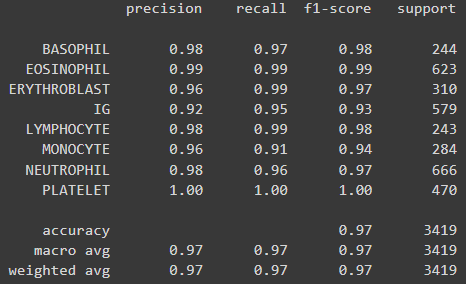 precision recall f1-score support
BASOPHIL 0.98 0.97 0.98 244
EOSINOPHIL 0.99 0.99 0.99 623
ERYTHROBLAST 0.96 0.99 0.97 310
IG 0.92 0.95 0.93 579
LYMPHOCYTE 0.98 0.99 0.98 243
MONOCYTE 0.96 0.91 0.94 284
NEUTROPHIL 0.98 0.96 0.97 666
PLATELET 1.00 1.00 1.00 470
accuracy 0.97 3419
macro avg 0.97 0.97 0.97 3419
weighted avg 0.97 0.97 0.97 3419